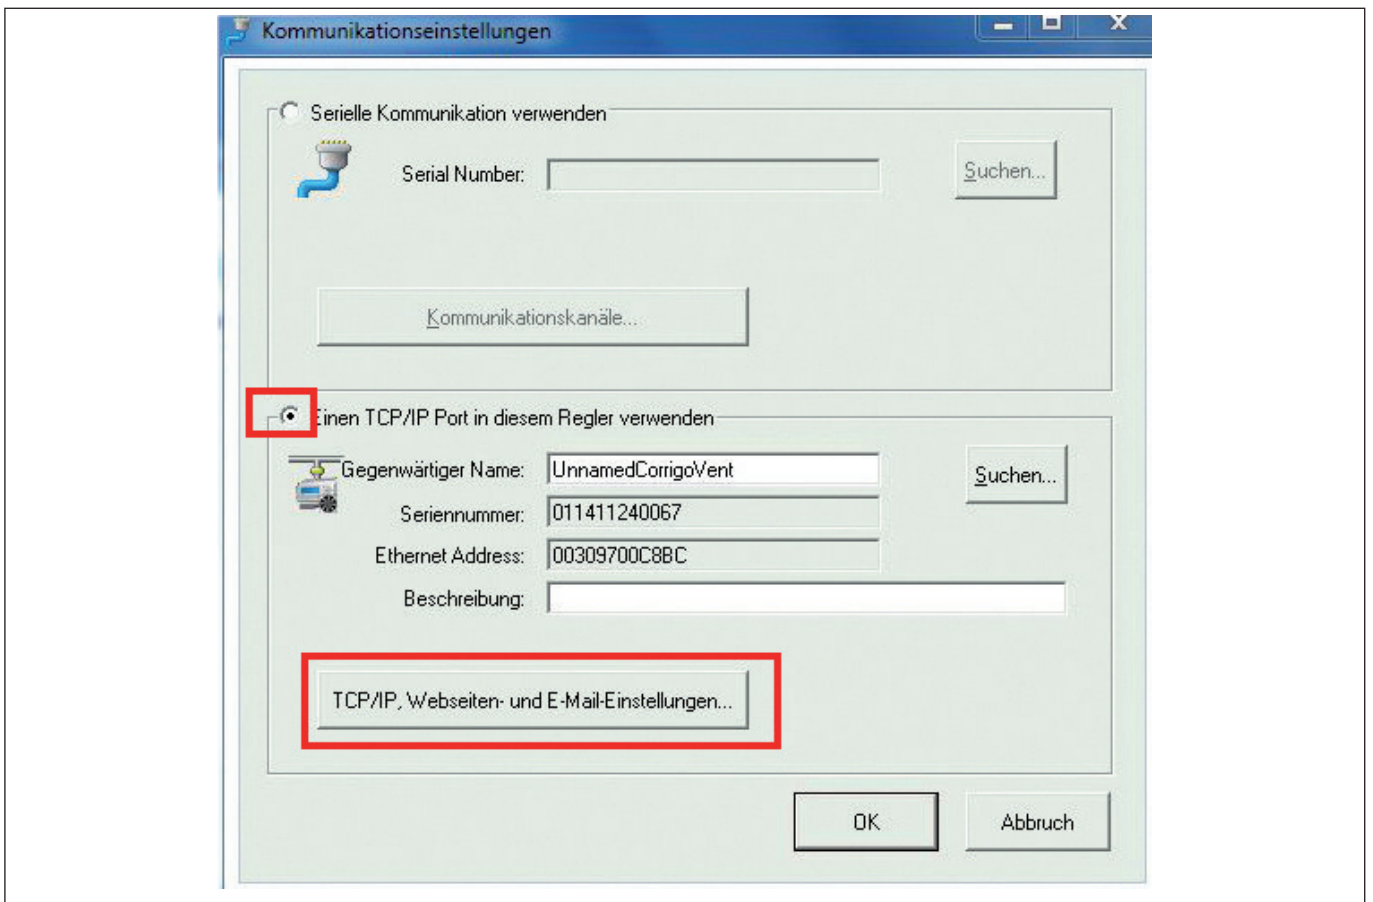 Kommunikationseinstellungen
Serielle Kommunikation verwenden
Serial Number:
Suchen...
Kommunikationskanäle...
Einen TCP/IP Port in diesem Regler verwenden
Gegenwärtiger Name: UnnamedCorrigoVent
Suchen...
Seriennummer: 011411240067
Ethernet Address: 00309700C8BC
Beschreibung:
TCP/IP, Webseiten- und E-Mail-Einstellungen...
OK Abbruch